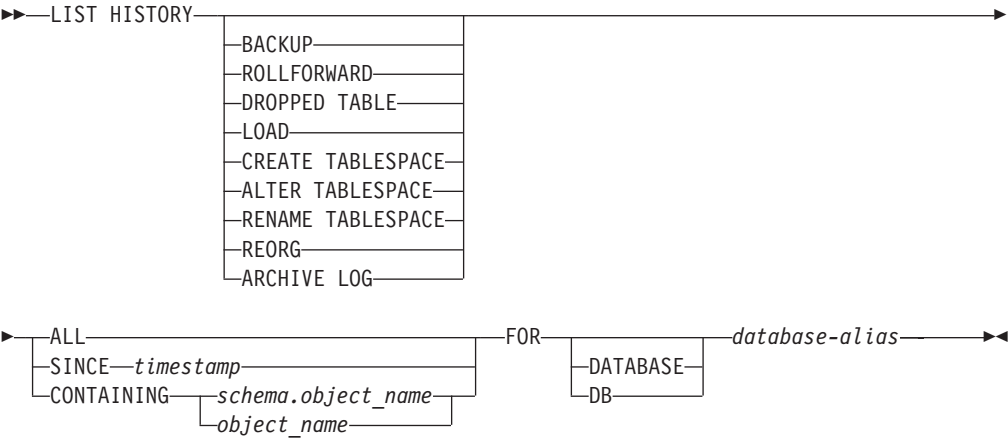 LIST HISTORY
BACKUP
ROLLFORWARD
DROPPED TABLE
LOAD
CREATE TABLESPACE
ALTER TABLESPACE
RENAME TABLESPACE
REORG
ARCHIVE LOG
ALL FOR database-alias
SINCE timestamp DATABASE
CONTAINING schema.object_name DB
object_name